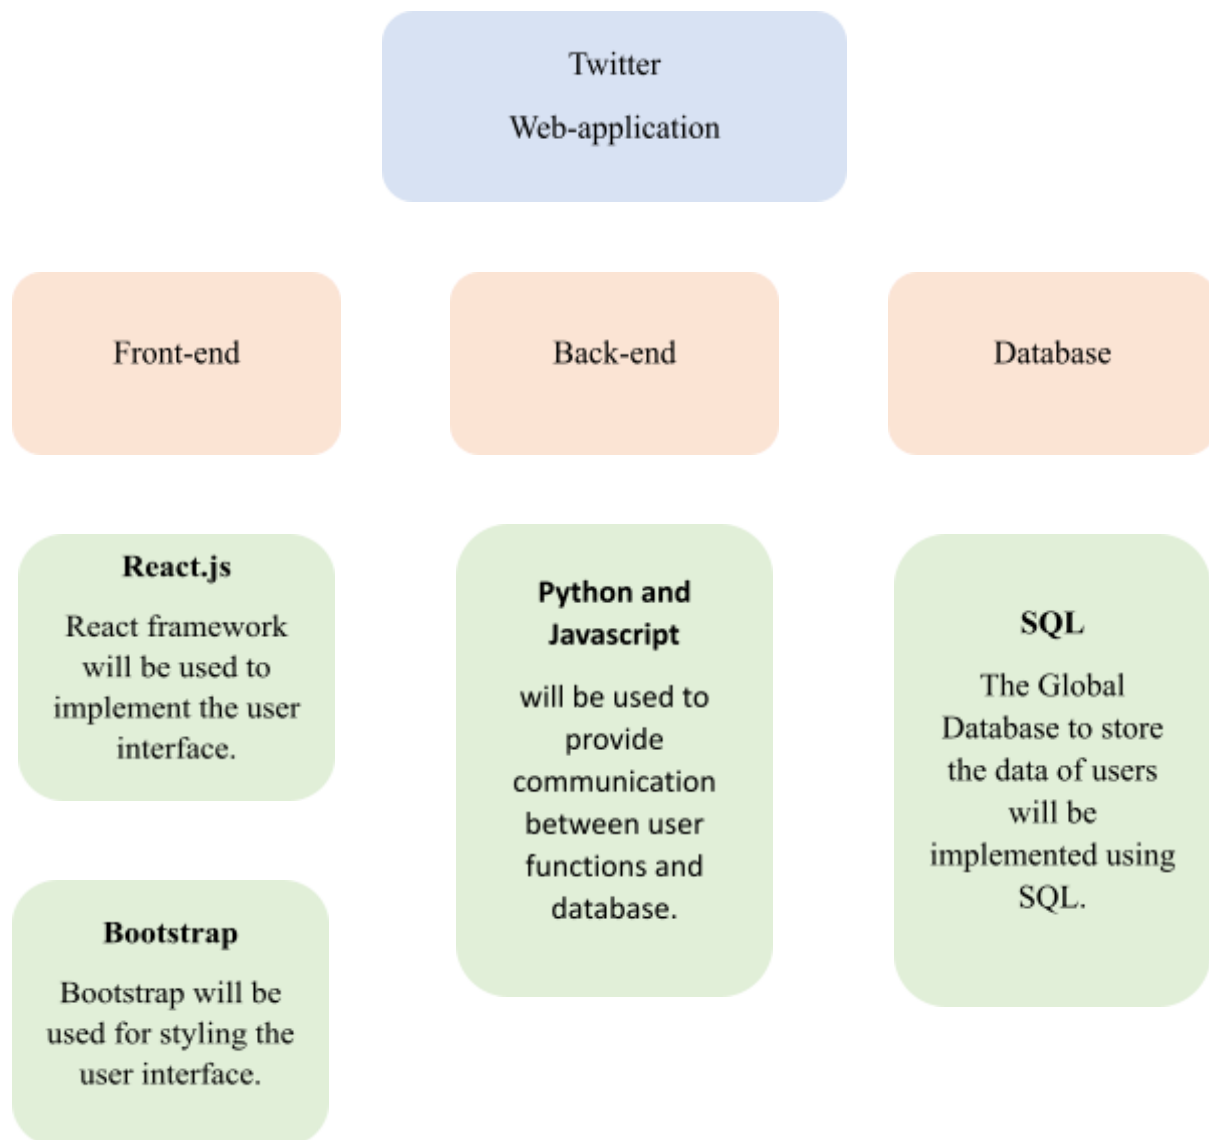 Twitter
Web-application
Front-end
Back-end
Database
React.js
React framework
will be used to
implement the user
interface.
Bootstrap
Bootstrap will be
used for styling the
user interface.
Python and
Javascript
will be used to
provide
communication
between user
functions and
database.
SQL
The Global
Database to store
the data of users
will be
implemented using
SQL.